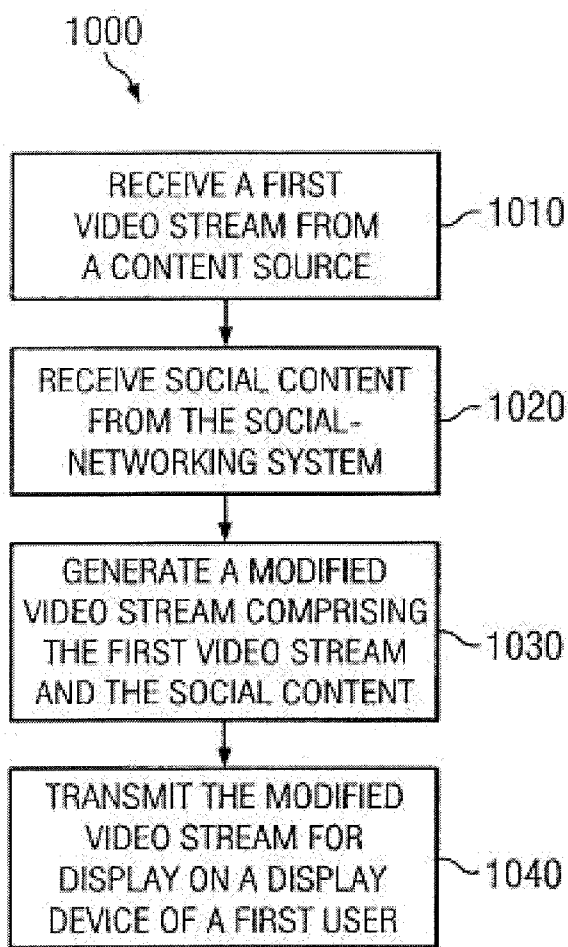 1000
RECEIVE A FIRST
VIDEO STREAM FROM
A CONTENT SOURCE
1010
RECEIVE SOCIAL CONTENT
FROM THE SOCIAL-
NETWORKING SYSTEM
1020
GENERATE A MODIFIED
VIDEO STREAM COMPRISING
THE FIRST VIDEO STREAM
AND THE SOCIAL CONTENT
1030
TRANSMIT THE MODIFIED
VIDEO STREAM FOR
DISPLAY ON A DISPLAY
DEVICE OF A FIRST USER
1040